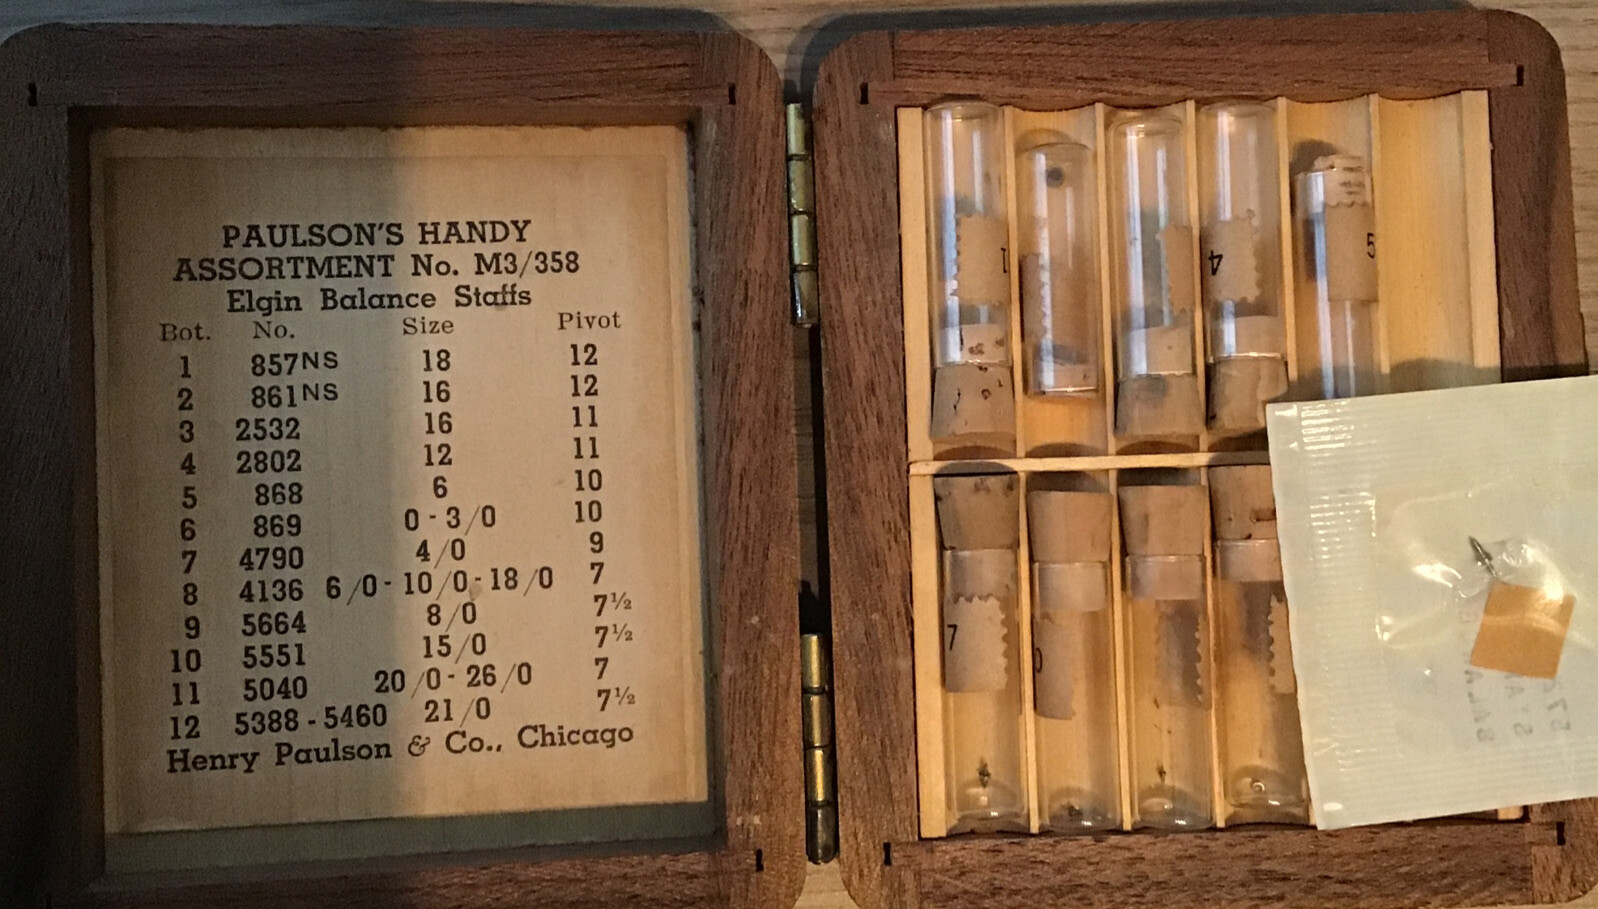 PAULSON'S HANDY
ASSORTMENT No. M3/358
Elgin Balance Staffs
Bot. No. Size Pivot
1 857NS 18 12
2 861NS 16 12
3 2532 16 11
4 2802 12 11
5 868 6 10
6 869 0-3/0 10
7 4790 4/0 9
8 4136 6/0-10/0-18/0 7
9 5664 8/0 7½
10 5551 15/0 7½
11 5040 20/0-26/0 7
12 5388-5460 21/0 7½
Henry Paulson & Co., Chicago
1
4
5
7